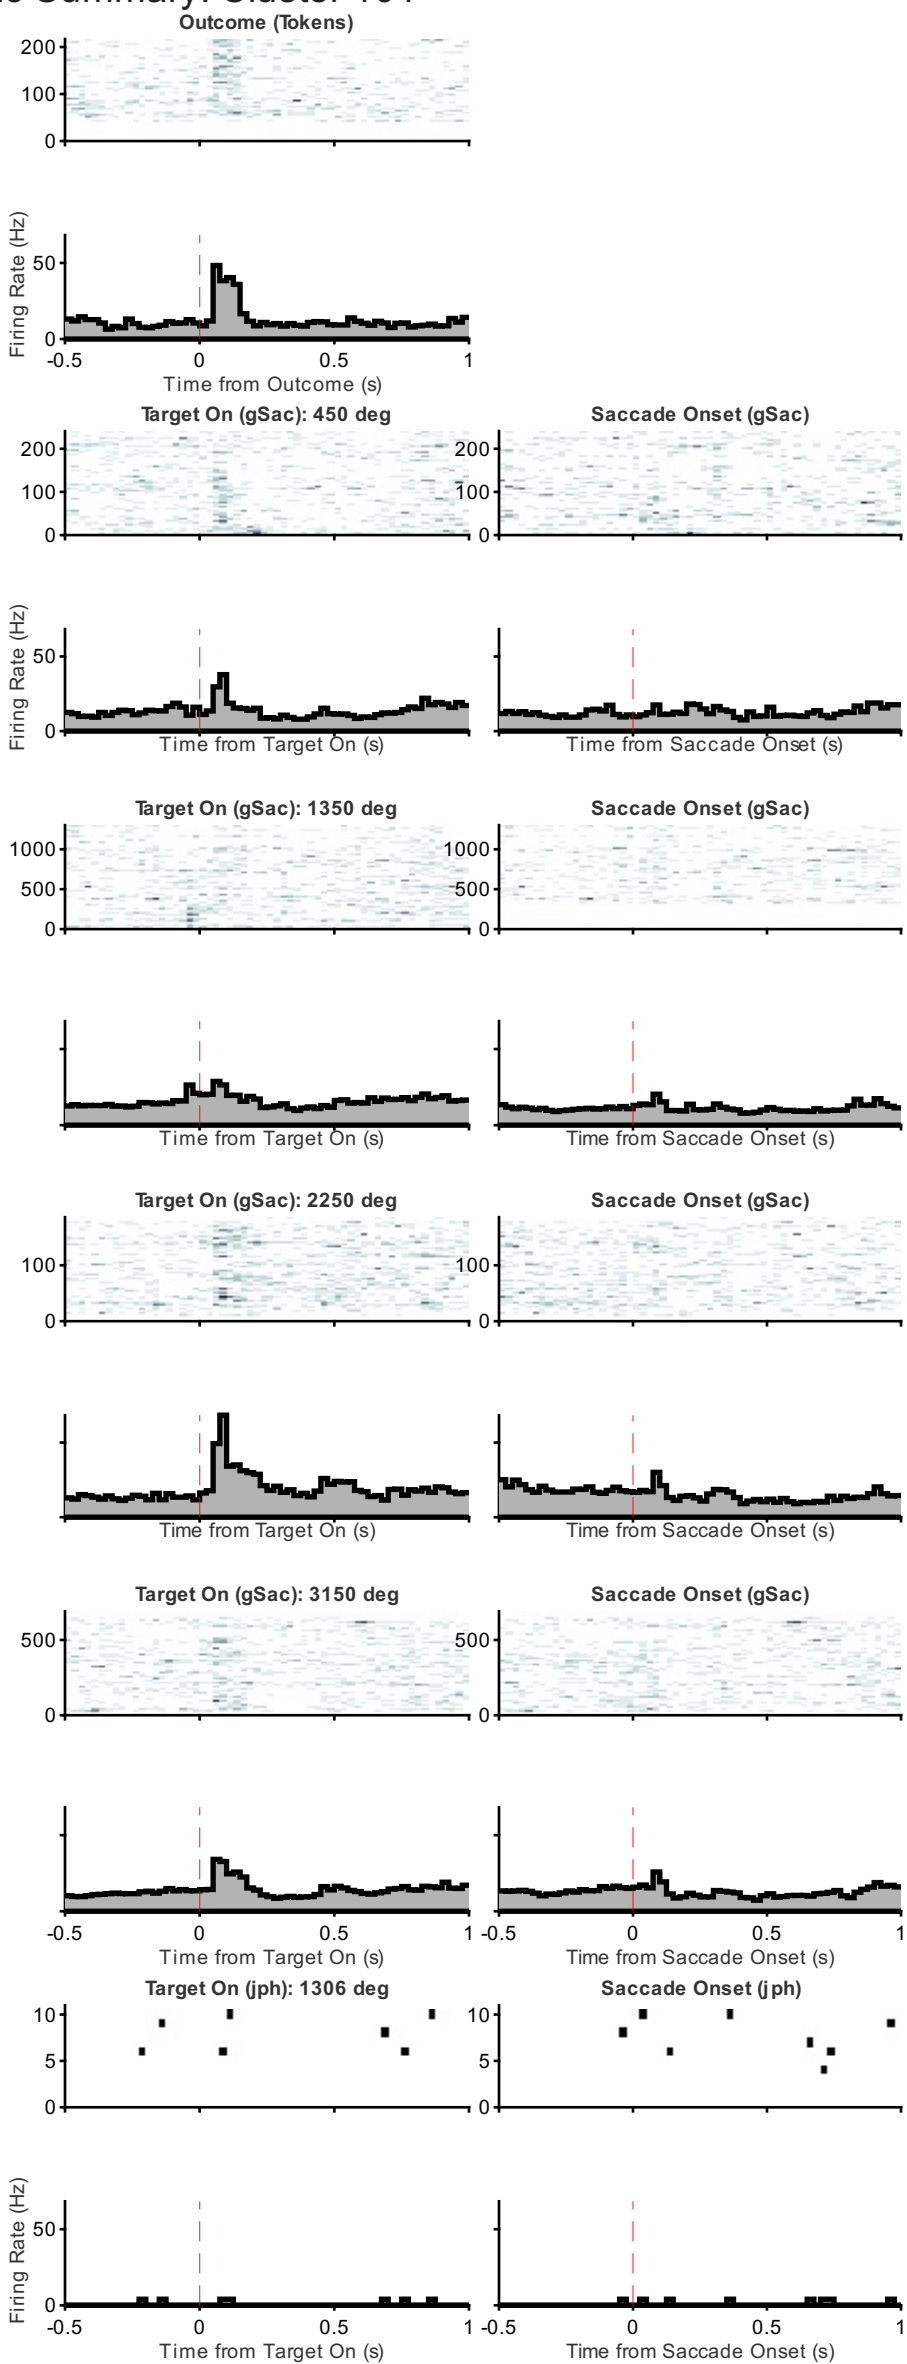 Summary: Cluster
Outcome (Tokens)
200
100
0
Firing Rate (Hz)
50
0
-0.5 0 0.5 1
Time from Outcome (s)
Target On (gSac): 450 deg Saccade Onset (gSac)
200 200
100 100
0 0
Firing Rate (Hz)
50
0
Time from Target On (s) Time from Saccade Onset (s)
Target On (gSac): 1350 deg Saccade Onset (gSac)
1000 1000
500 500
0 0
Time from Target On (s) Time from Saccade Onset (s)
Target On (gSac): 2250 deg Saccade Onset (gSac)
100 100
0 0
Time from Target On (s) Time from Saccade Onset (s)
Target On (gSac): 3150 deg Saccade Onset (gSac)
500 500
0 0
-0.5 0 0.5 1 -0.5 0 0.5 1
Time from Target On (s) Time from Saccade Onset (s)
Target On (jph): 1306 deg Saccade Onset (jph)
10 10
5 5
0 0
Firing Rate (Hz)
50
0
-0.5 0 0.5 1 -0.5 0 0.5 1
Time from Target On (s) Time from Saccade Onset (s)